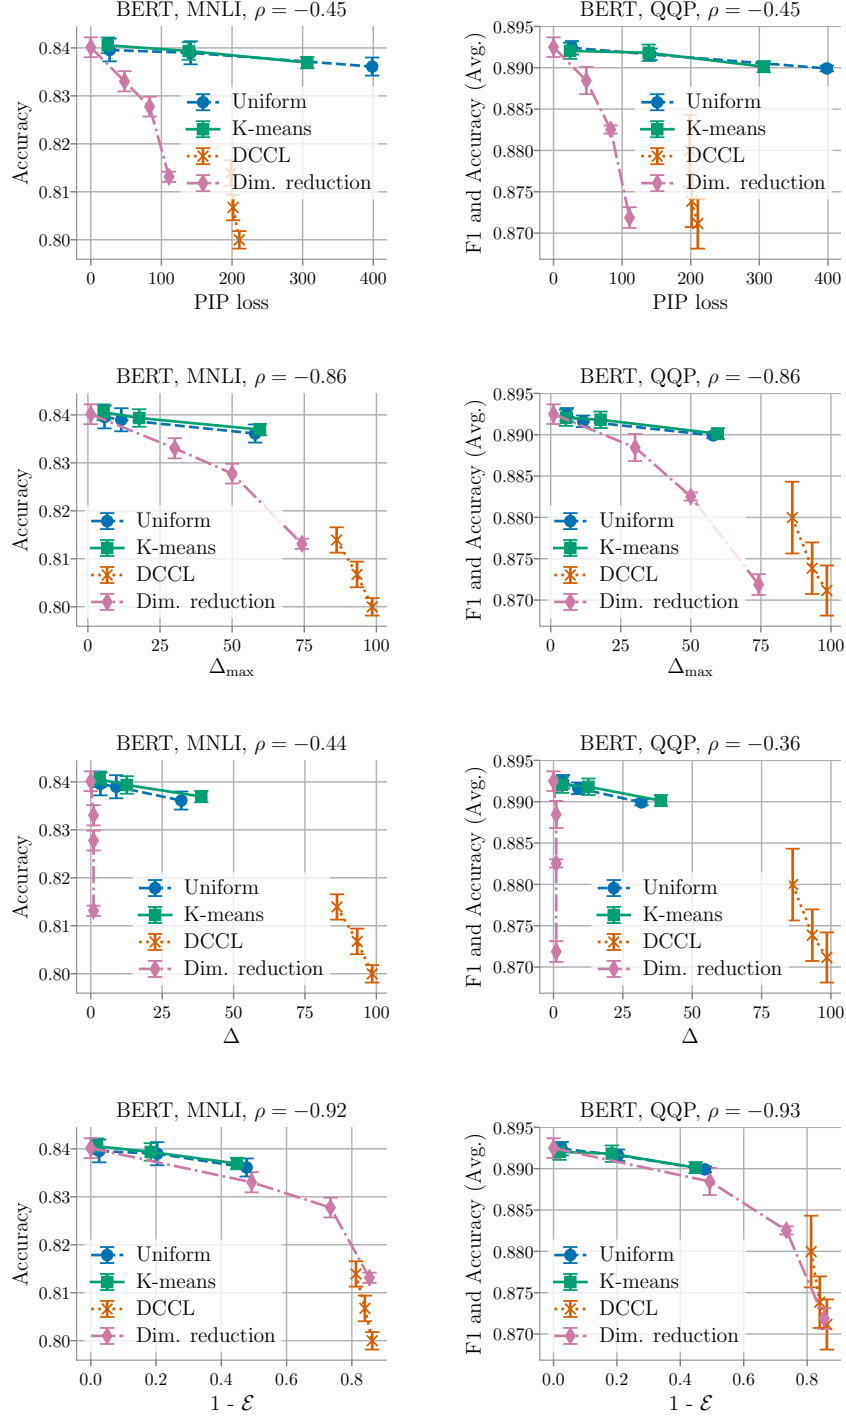 BERT, MNLI, ρ = −0.45
Accuracy
0.84
0.83
0.82
0.81
0.80
Uniform
K-means
DCCL
Dim. reduction
0 100 200 300 400
PIP loss
BERT, QQP, ρ = −0.45
F1 and Accuracy (Avg.)
0.895
0.890
0.885
0.880
0.875
0.870
Uniform
K-means
DCCL
Dim. reduction
0 100 200 300 400
PIP loss
BERT, MNLI, ρ = −0.86
Accuracy
0.84
0.83
0.82
0.81
0.80
Uniform
K-means
DCCL
Dim. reduction
0 25 50 75 100
Δmax
BERT, QQP, ρ = −0.86
F1 and Accuracy (Avg.)
0.895
0.890
0.885
0.880
0.875
0.870
Uniform
K-means
DCCL
Dim. reduction
0 25 50 75 100
Δmax
BERT, MNLI, ρ = −0.44
Accuracy
0.84
0.83
0.82
0.81
0.80
Uniform
K-means
DCCL
Dim. reduction
0 25 50 75 100
Δ
BERT, QQP, ρ = −0.36
F1 and Accuracy (Avg.)
0.895
0.890
0.885
0.880
0.875
0.870
Uniform
K-means
DCCL
Dim. reduction
0 25 50 75 100
Δ
BERT, MNLI, ρ = −0.92
Accuracy
0.84
0.83
0.82
0.81
0.80
Uniform
K-means
DCCL
Dim. reduction
0.0 0.2 0.4 0.6 0.8
1 - ℰ
BERT, QQP, ρ = −0.93
F1 and Accuracy (Avg.)
0.895
0.890
0.885
0.880
0.875
0.870
Uniform
K-means
DCCL
Dim. reduction
0.0 0.2 0.4 0.6 0.8
1 - ℰ